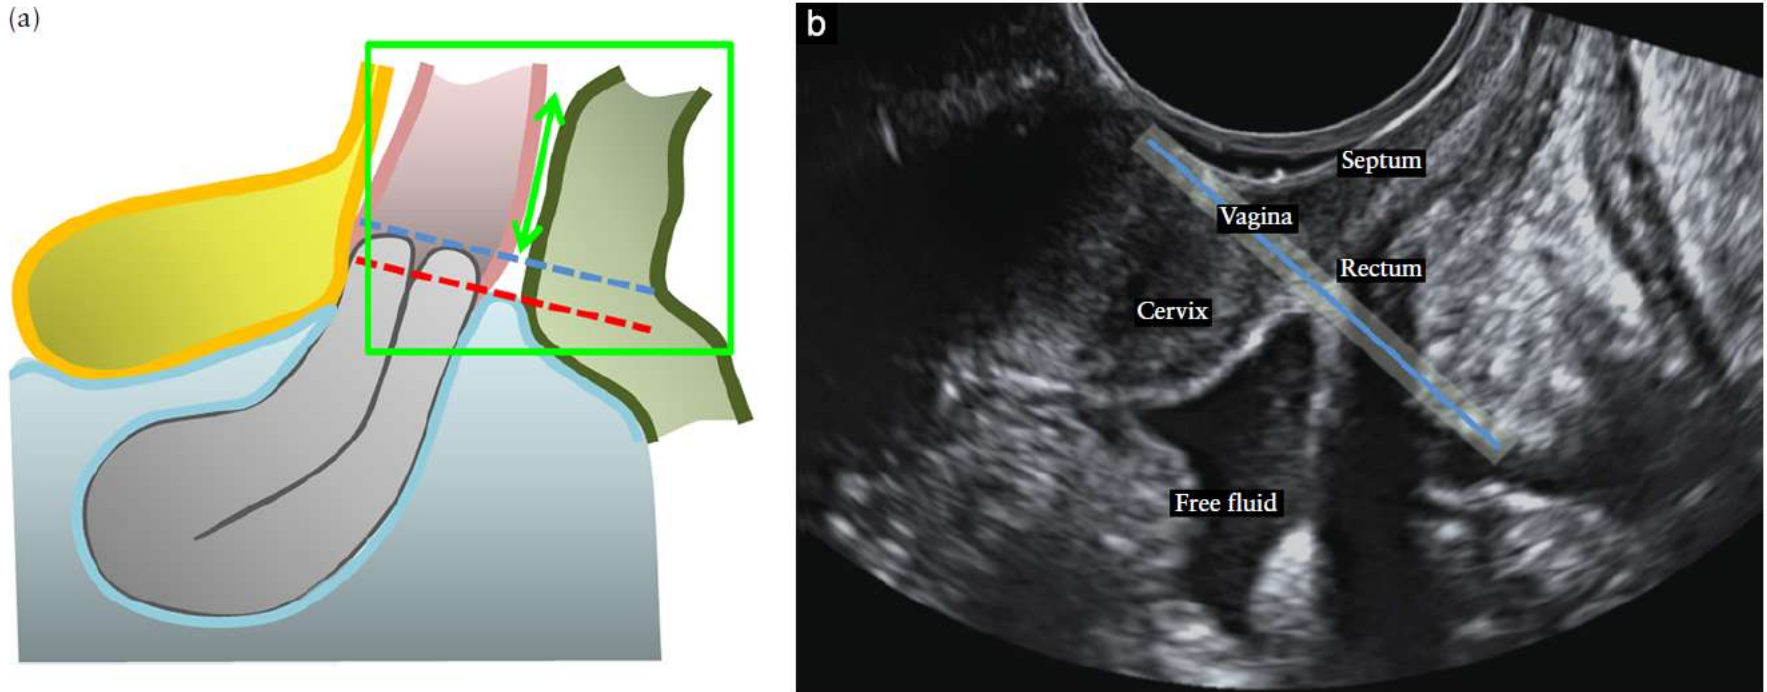 (a)
b
Septum
Vagina
Rectum
Cervix
Free fluid